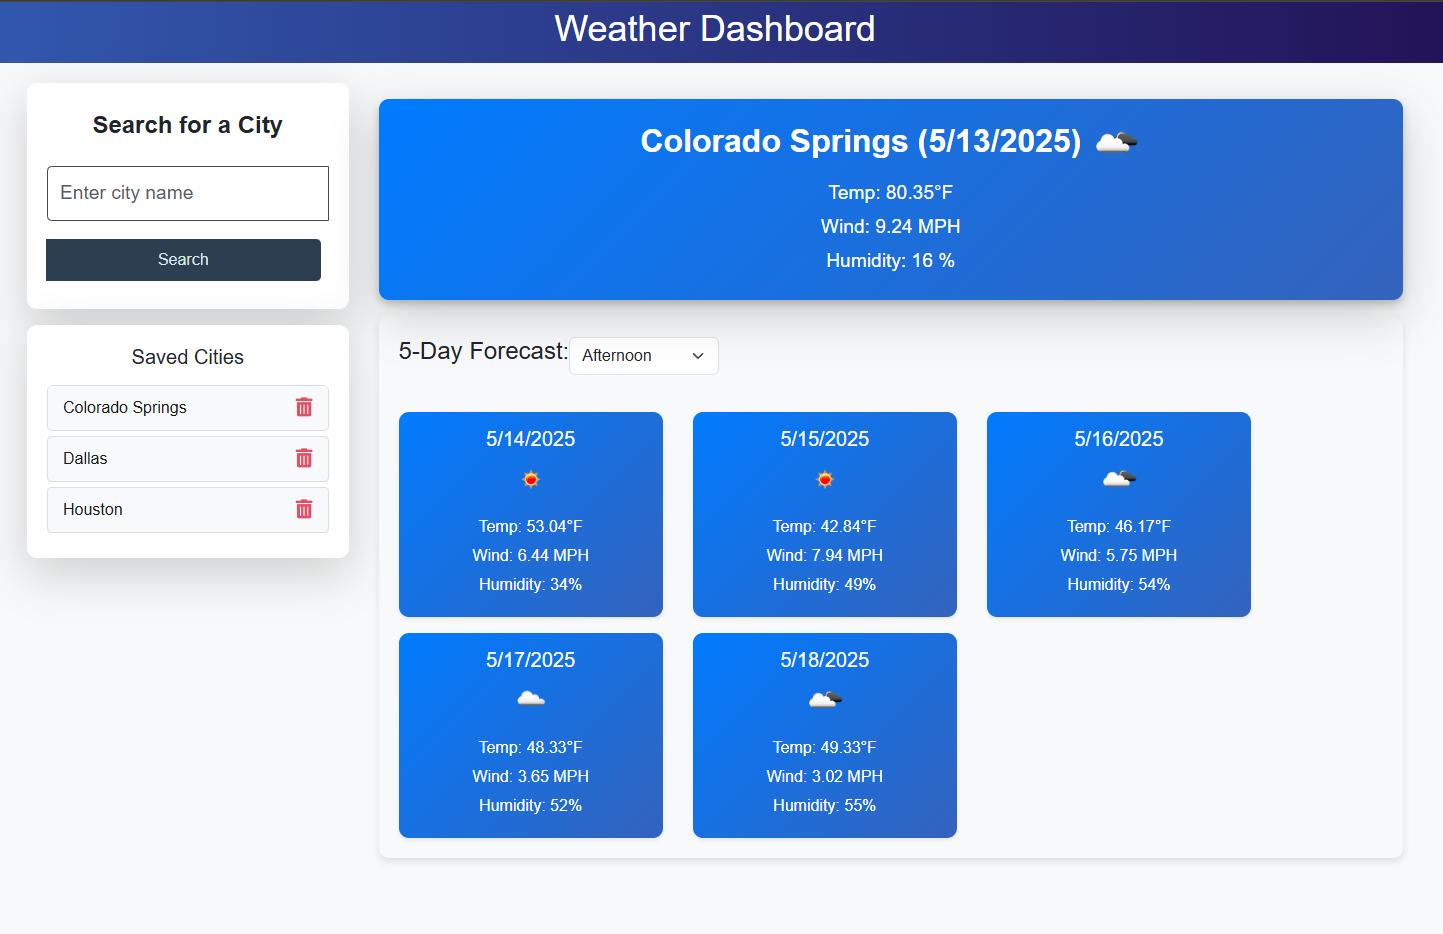 Weather Dashboard
Search for a City
Enter city name
Search
Saved Cities
Colorado Springs
Dallas
Houston
Colorado Springs (5/13/2025)
Temp: 80.35°F
Wind: 9.24 MPH
Humidity: 16 %
5-Day Forecast: Afternoon
5/14/2025
Temp: 53.04°F
Wind: 6.44 MPH
Humidity: 34%
5/15/2025
Temp: 42.84°F
Wind: 7.94 MPH
Humidity: 49%
5/16/2025
Temp: 46.17°F
Wind: 5.75 MPH
Humidity: 54%
5/17/2025
Temp: 48.33°F
Wind: 3.65 MPH
Humidity: 52%
5/18/2025
Temp: 49.33°F
Wind: 3.02 MPH
Humidity: 55%